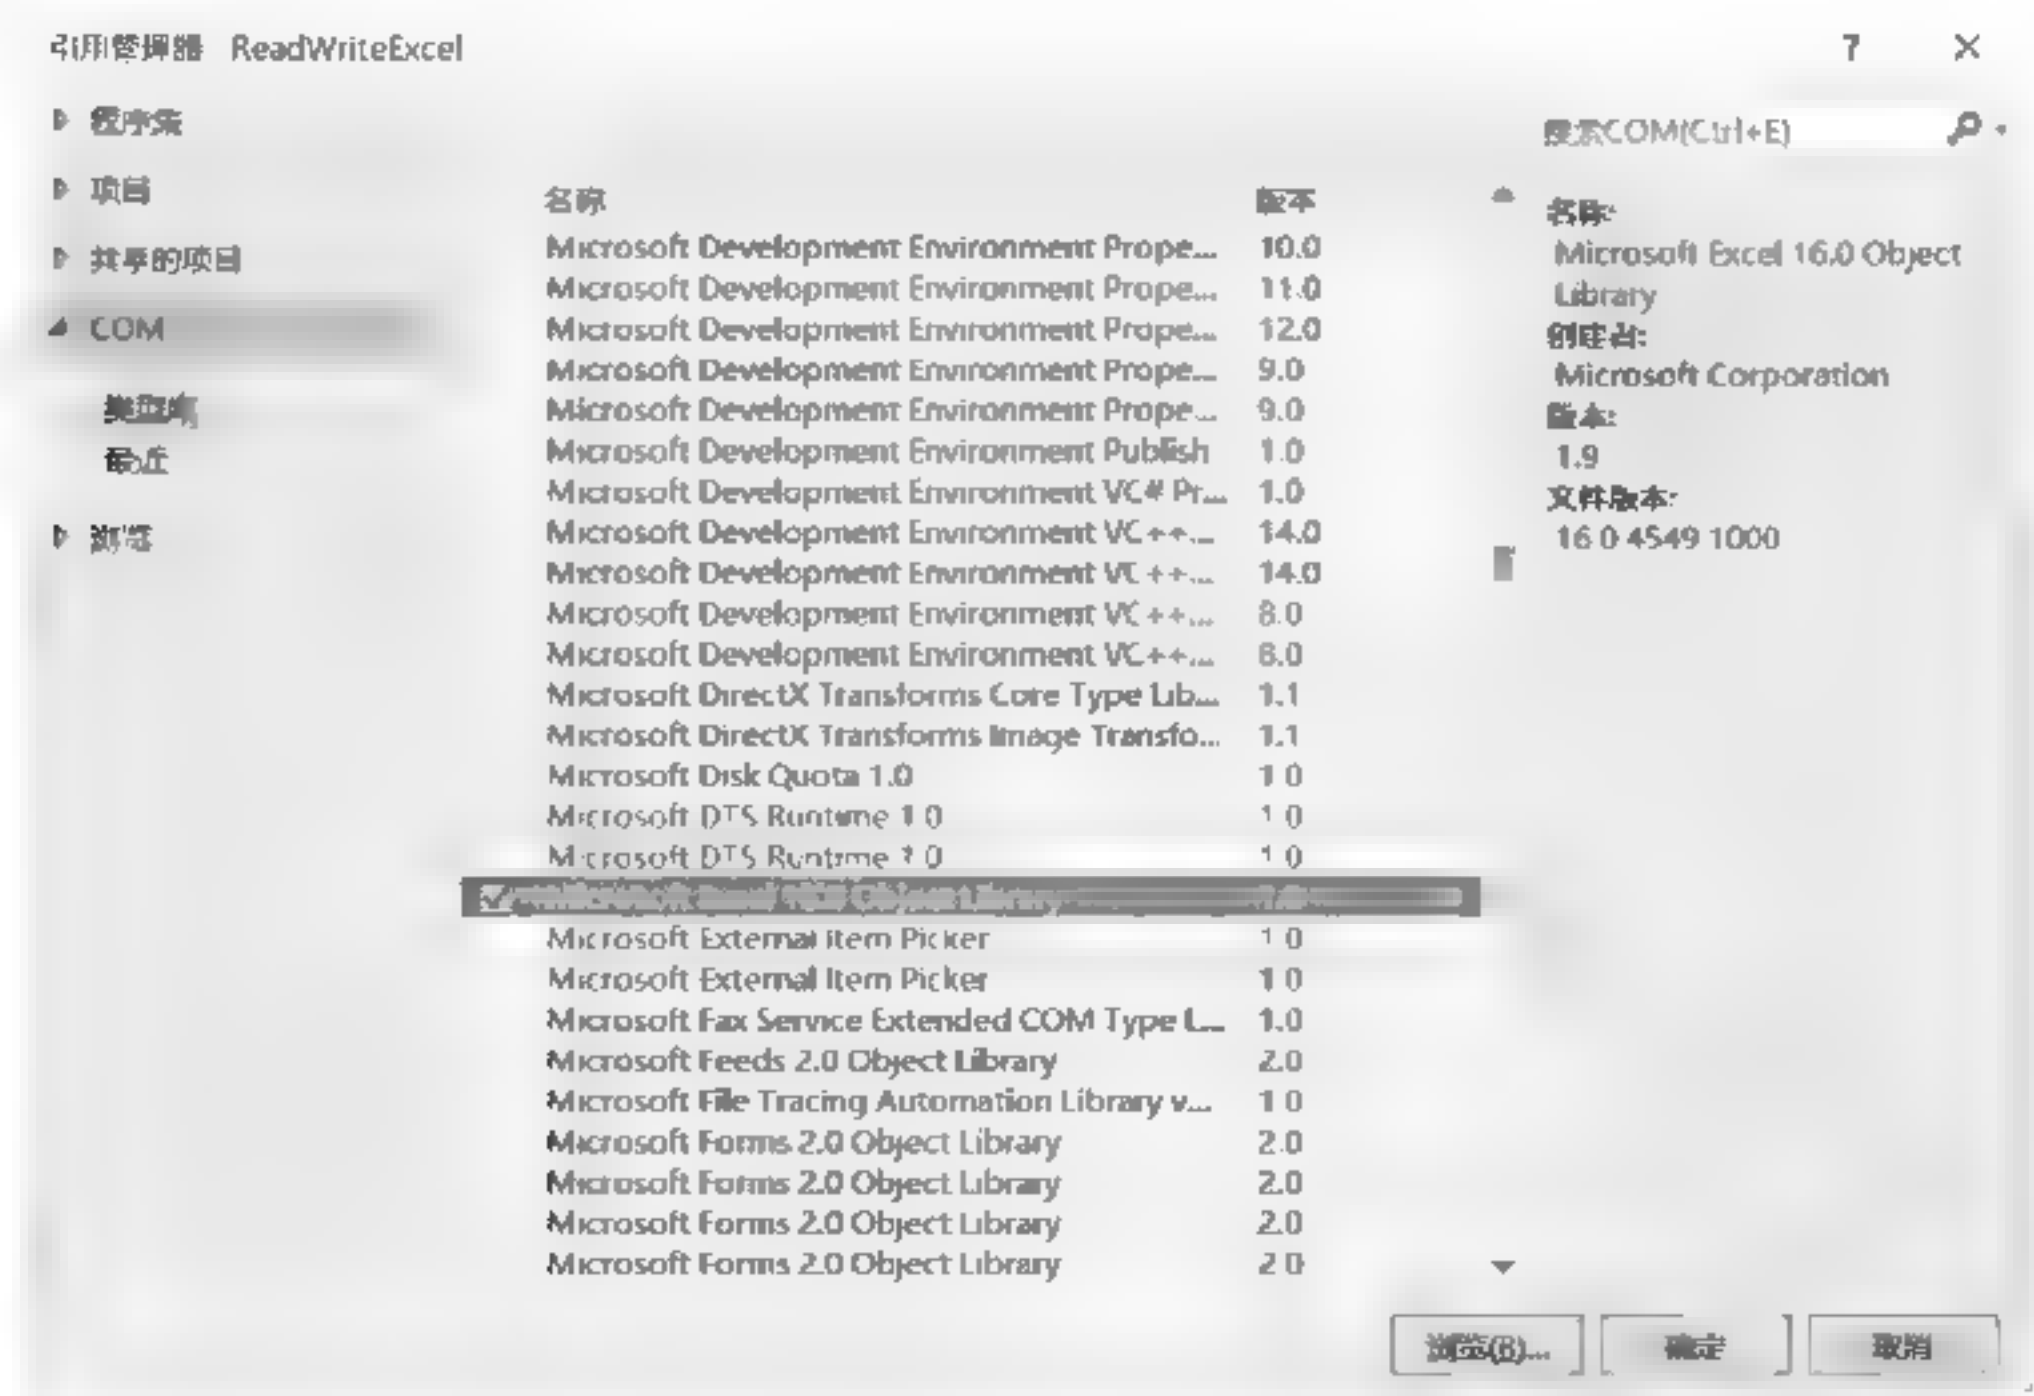 引用管理器 ReadWriteExcel
? ×
程序集
项目
共享的项目
COM
类型库
最近
浏览
名称 版本
Microsoft Development Environment Prope... 10.0
Microsoft Development Environment Prope... 11.0
Microsoft Development Environment Prope... 12.0
Microsoft Development Environment Prope... 9.0
Microsoft Development Environment Prope... 9.0
Microsoft Development Environment Publish 1.0
Microsoft Development Environment VC# Pr... 1.0
Microsoft Development Environment VC++... 14.0
Microsoft Development Environment VC++... 14.0
Microsoft Development Environment VC++... 8.0
Microsoft Development Environment VC++... 8.0
Microsoft DirectX Transforms Core Type Lib... 1.1
Microsoft DirectX Transforms Image Transfo... 1.1
Microsoft Disk Quota 1.0 1.0
Microsoft DTS Runtime 1.0 1.0
Microsoft DTS Runtime 1.0 1.0
Microsoft Excel 16.0 Object Library
Microsoft External Item Picker 1.0
Microsoft External Item Picker 1.0
Microsoft Fax Service Extended COM Type L... 1.0
Microsoft Feeds 2.0 Object Library 2.0
Microsoft File Tracing Automation Library v... 1.0
Microsoft Forms 2.0 Object Library 2.0
Microsoft Forms 2.0 Object Library 2.0
Microsoft Forms 2.0 Object Library 2.0
Microsoft Forms 2.0 Object Library 2.0
搜索COM(Ctrl+E)
名称:
Microsoft Excel 16.0 Object
Library
创建者:
Microsoft Corporation
版本:
1.9
文件版本:
16.0.4549.1000
浏览(B)... 确定 取消